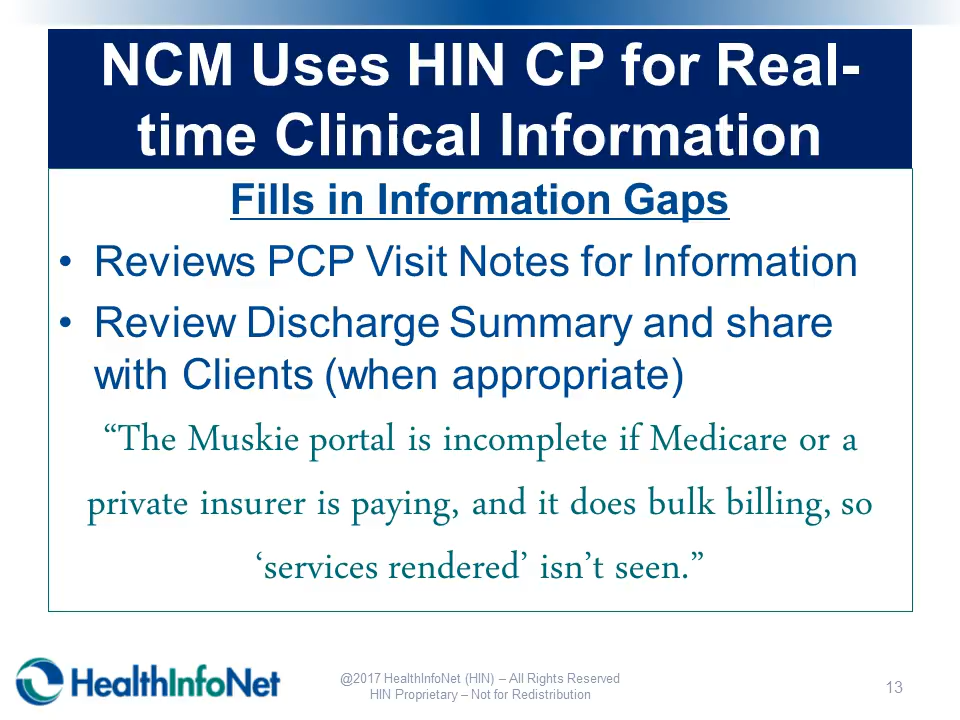 NCM Uses HIN CP for Real-
time Clinical Information
Fills in Information Gaps
• Reviews PCP Visit Notes for Information
• Review Discharge Summary and share
with Clients (when appropriate)
“The Muskie portal is incomplete if Medicare or a
private insurer is paying, and it does bulk billing, so
‘services rendered’ isn’t seen.”
HealthInfoNet
@2017 HealthInfoNet (HIN) – All Rights Reserved
HIN Proprietary – Not for Redistribution
13